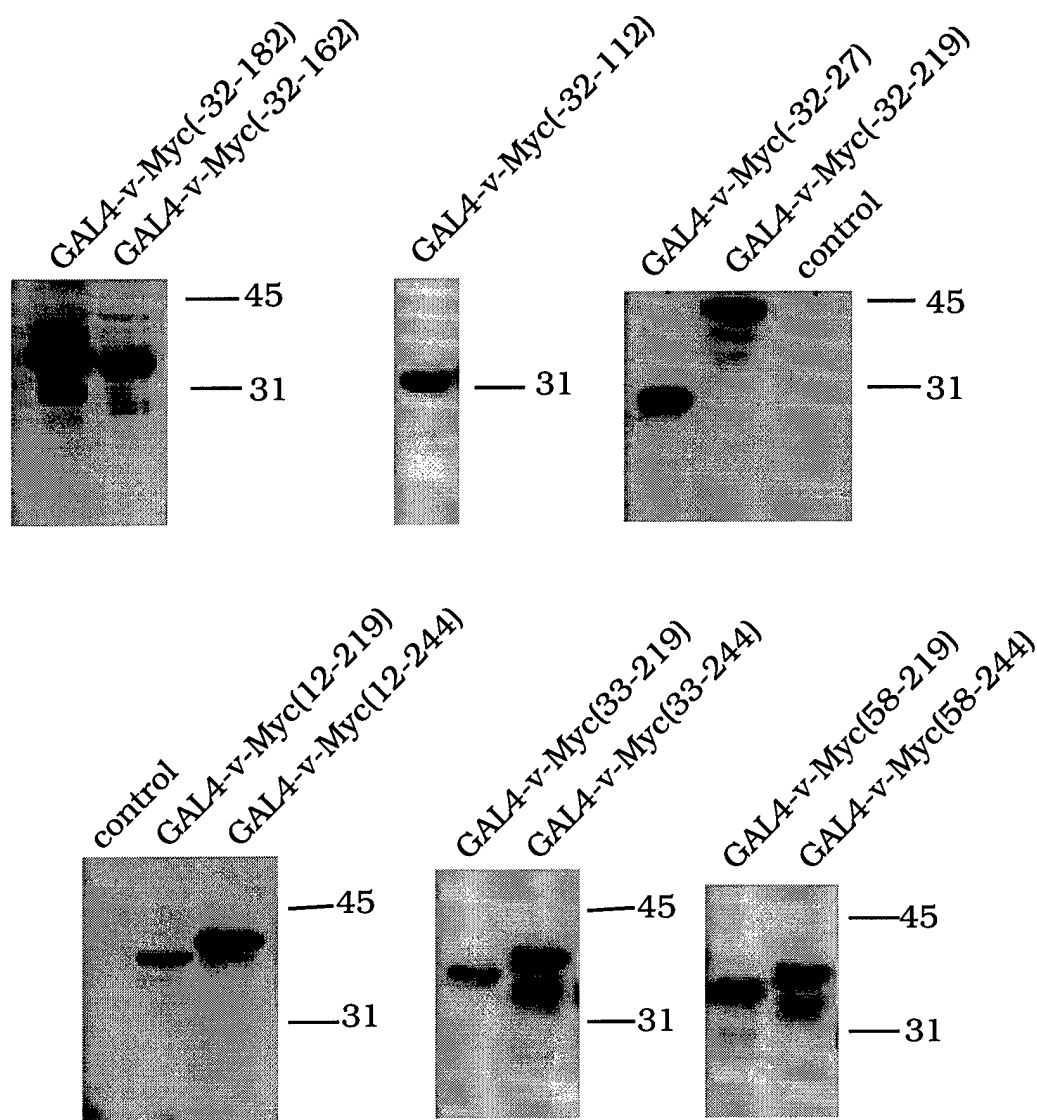 GAL4-v-Myc(-32-182)
GAL4-v-Myc(-32-162)
45
31
GAL4-v-Myc(-32-112)
31
GAL4-v-Myc(-32-27)
GAL4-v-Myc(-32-219)
control
45
31
control
GAL4-v-Myc(12-219)
GAL4-v-Myc(12-244)
45
31
GAL4-v-Myc(33-219)
GAL4-v-Myc(33-244)
45
31
GAL4-v-Myc(58-219)
GAL4-v-Myc(58-244)
45
31